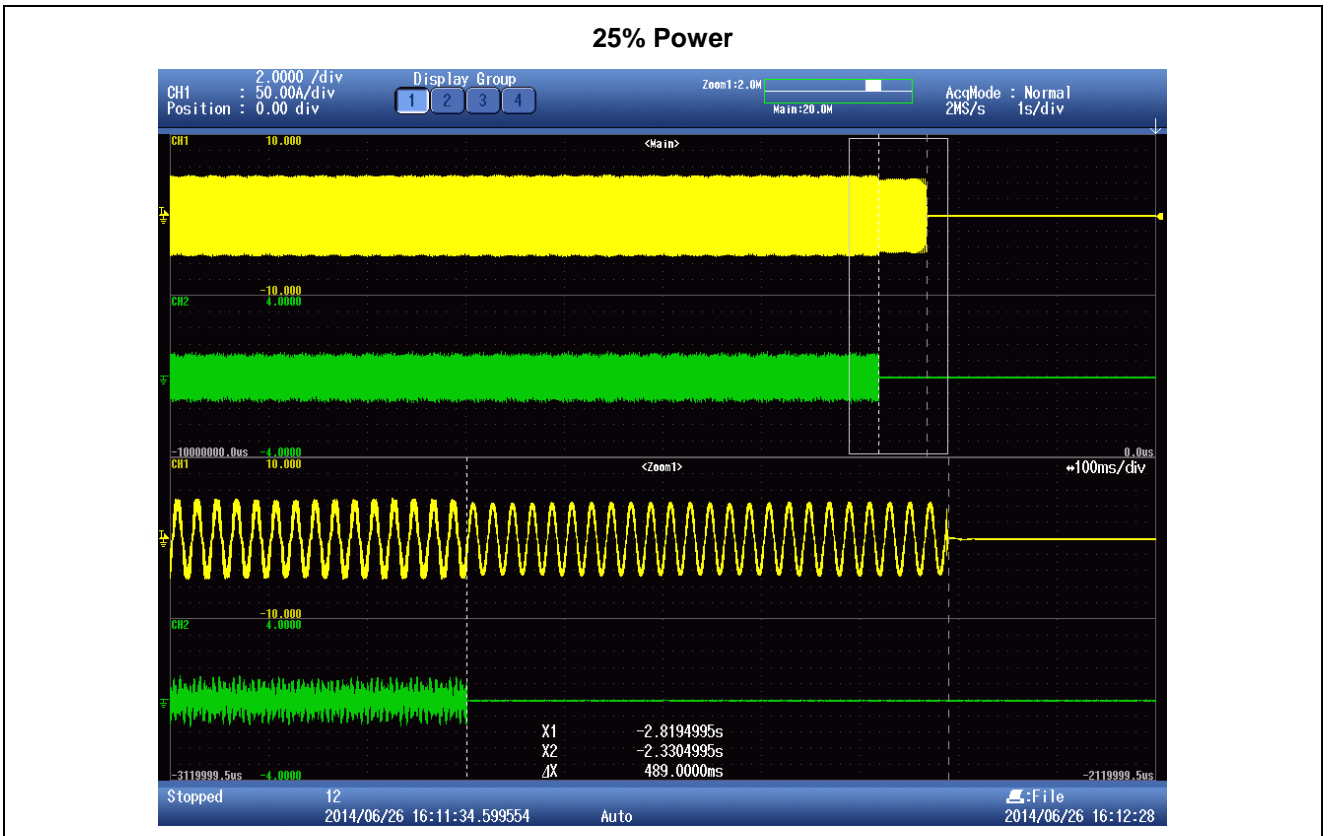 25% Power
2.0000 /div
CH1 : 50.00A/div
Position : 0.00 div
Display Group
1 2 3 4
Zoom1:2.0M
Main:20.0M
AcqMode : Normal
2MS/s 1s/div
CH1 10.000
<Main>
-10.000
CH2 4.0000
-10000000.0us -4.0000 0.0us
CH1 10.000
<Zoom1>
↔100ms/div
-10.000
CH2 4.0000
X1 -2.8194995s
X2 -2.3304995s
ΔX 489.0000ms
-3119999.5us -4.0000 -2119999.5us
Stopped 12 :File
2014/06/26 16:11:34.599554 Auto 2014/06/26 16:12:28